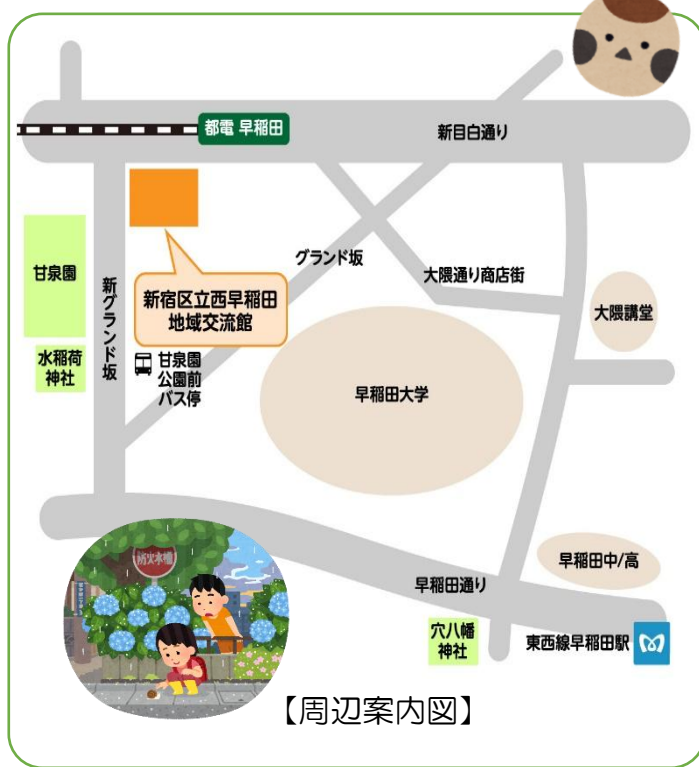 都電 早稲田
新目白通り
甘泉園
新グランド坂
グランド坂
大隈通り商店街
大隈講堂
新宿区立西早稲田
地域交流館
水稲荷
神社
甘泉園
公園前
バス停
早稲田大学
防火水槽
早稲田中/高
早稲田通り
穴八幡
神社
東西線早稲田駅
【周辺案内図】